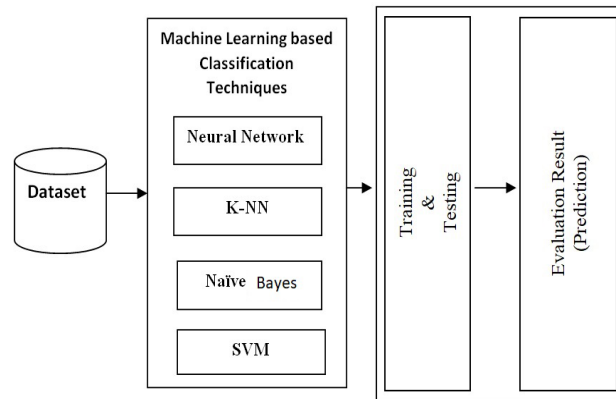 Machine Learning based
Classification
Techniques
Dataset
Neural Network
K-NN
Naïve Bayes
SVM
Training
&
Testing
Evaluation Result
(Prediction)